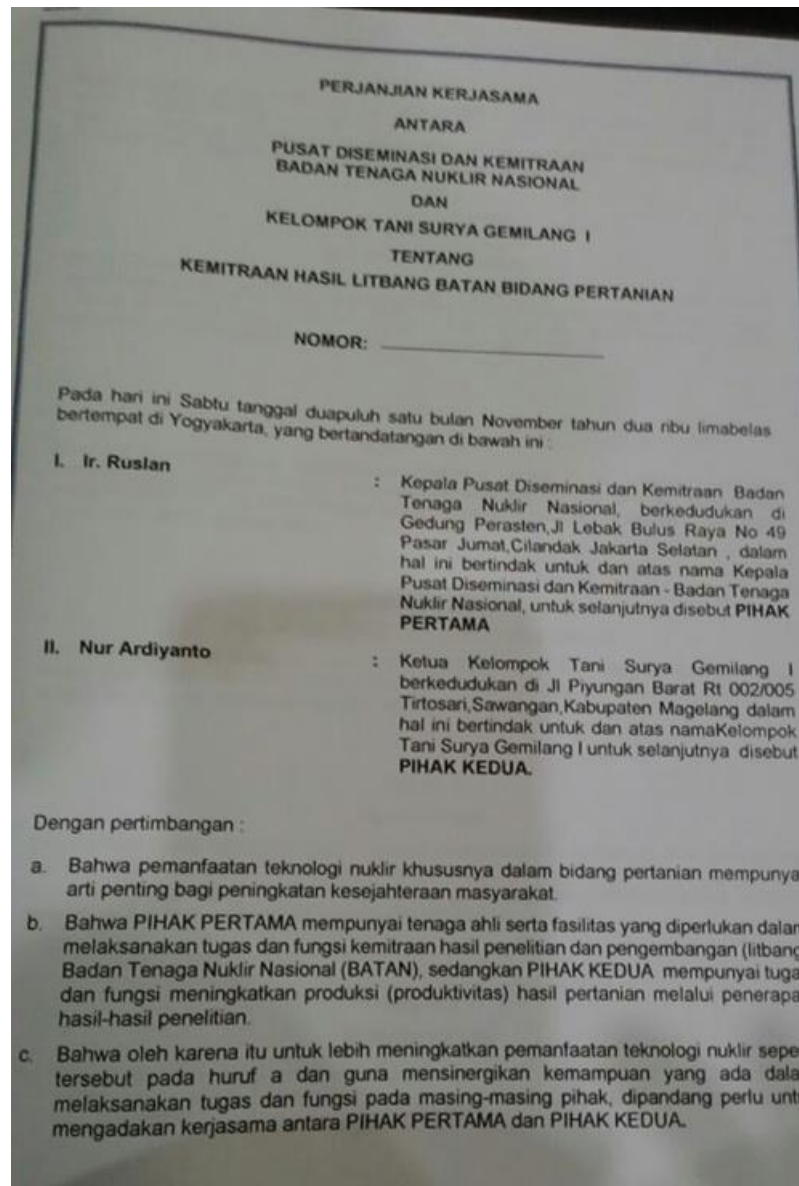 PERJANJIAN KERJASAMA
ANTARA
PUSAT DISEMINASI DAN KEMITRAAN
BADAN TENAGA NUKLIR NASIONAL
DAN
KELOMPOK TANI SURYA GEMILANG I
TENTANG
KEMITRAAN HASIL LITBANG BATAN BIDANG PERTANIAN
NOMOR:
Pada hari ini Sabtu tanggal duapuluh satu bulan November tahun dua ribu limabelas
bertempat di Yogyakarta, yang bertandatangan di bawah ini :
I. Ir. Ruslan
: Kepala Pusat Diseminasi dan Kemitraan Badan
Tenaga Nuklir Nasional, berkedudukan di
Gedung Perasten,Jl Lebak Bulus Raya No 49
Pasar Jumat,Cilandak Jakarta Selatan , dalam
hal ini bertindak untuk dan atas nama Kepala
Pusat Diseminasi dan Kemitraan - Badan Tenaga
Nuklir Nasional, untuk selanjutnya disebut PIHAK
PERTAMA
II. Nur Ardiyanto
: Ketua Kelompok Tani Surya Gemilang I
berkedudukan di Jl Piyungan Barat Rt 002/005
Tirtosari,Sawangan,Kabupaten Magelang dalam
hal ini bertindak untuk dan atas namaKelompok
Tani Surya Gemilang I untuk selanjutnya disebut
PIHAK KEDUA.
Dengan pertimbangan :
a. Bahwa pemanfaatan teknologi nuklir khususnya dalam bidang pertanian mempunya
arti penting bagi peningkatan kesejahteraan masyarakat.
b. Bahwa PIHAK PERTAMA mempunyai tenaga ahli serta fasilitas yang diperlukan dalam
melaksanakan tugas dan fungsi kemitraan hasil penelitian dan pengembangan (litbang
Badan Tenaga Nuklir Nasional (BATAN), sedangkan PIHAK KEDUA mempunyai tuga
dan fungsi meningkatkan produksi (produktivitas) hasil pertanian melalui penerapa
hasil-hasil penelitian.
c. Bahwa oleh karena itu untuk lebih meningkatkan pemanfaatan teknologi nuklir sepe
tersebut pada huruf a dan guna mensinergikan kemampuan yang ada dala
melaksanakan tugas dan fungsi pada masing-masing pihak, dipandang perlu unt
mengadakan kerjasama antara PIHAK PERTAMA dan PIHAK KEDUA.